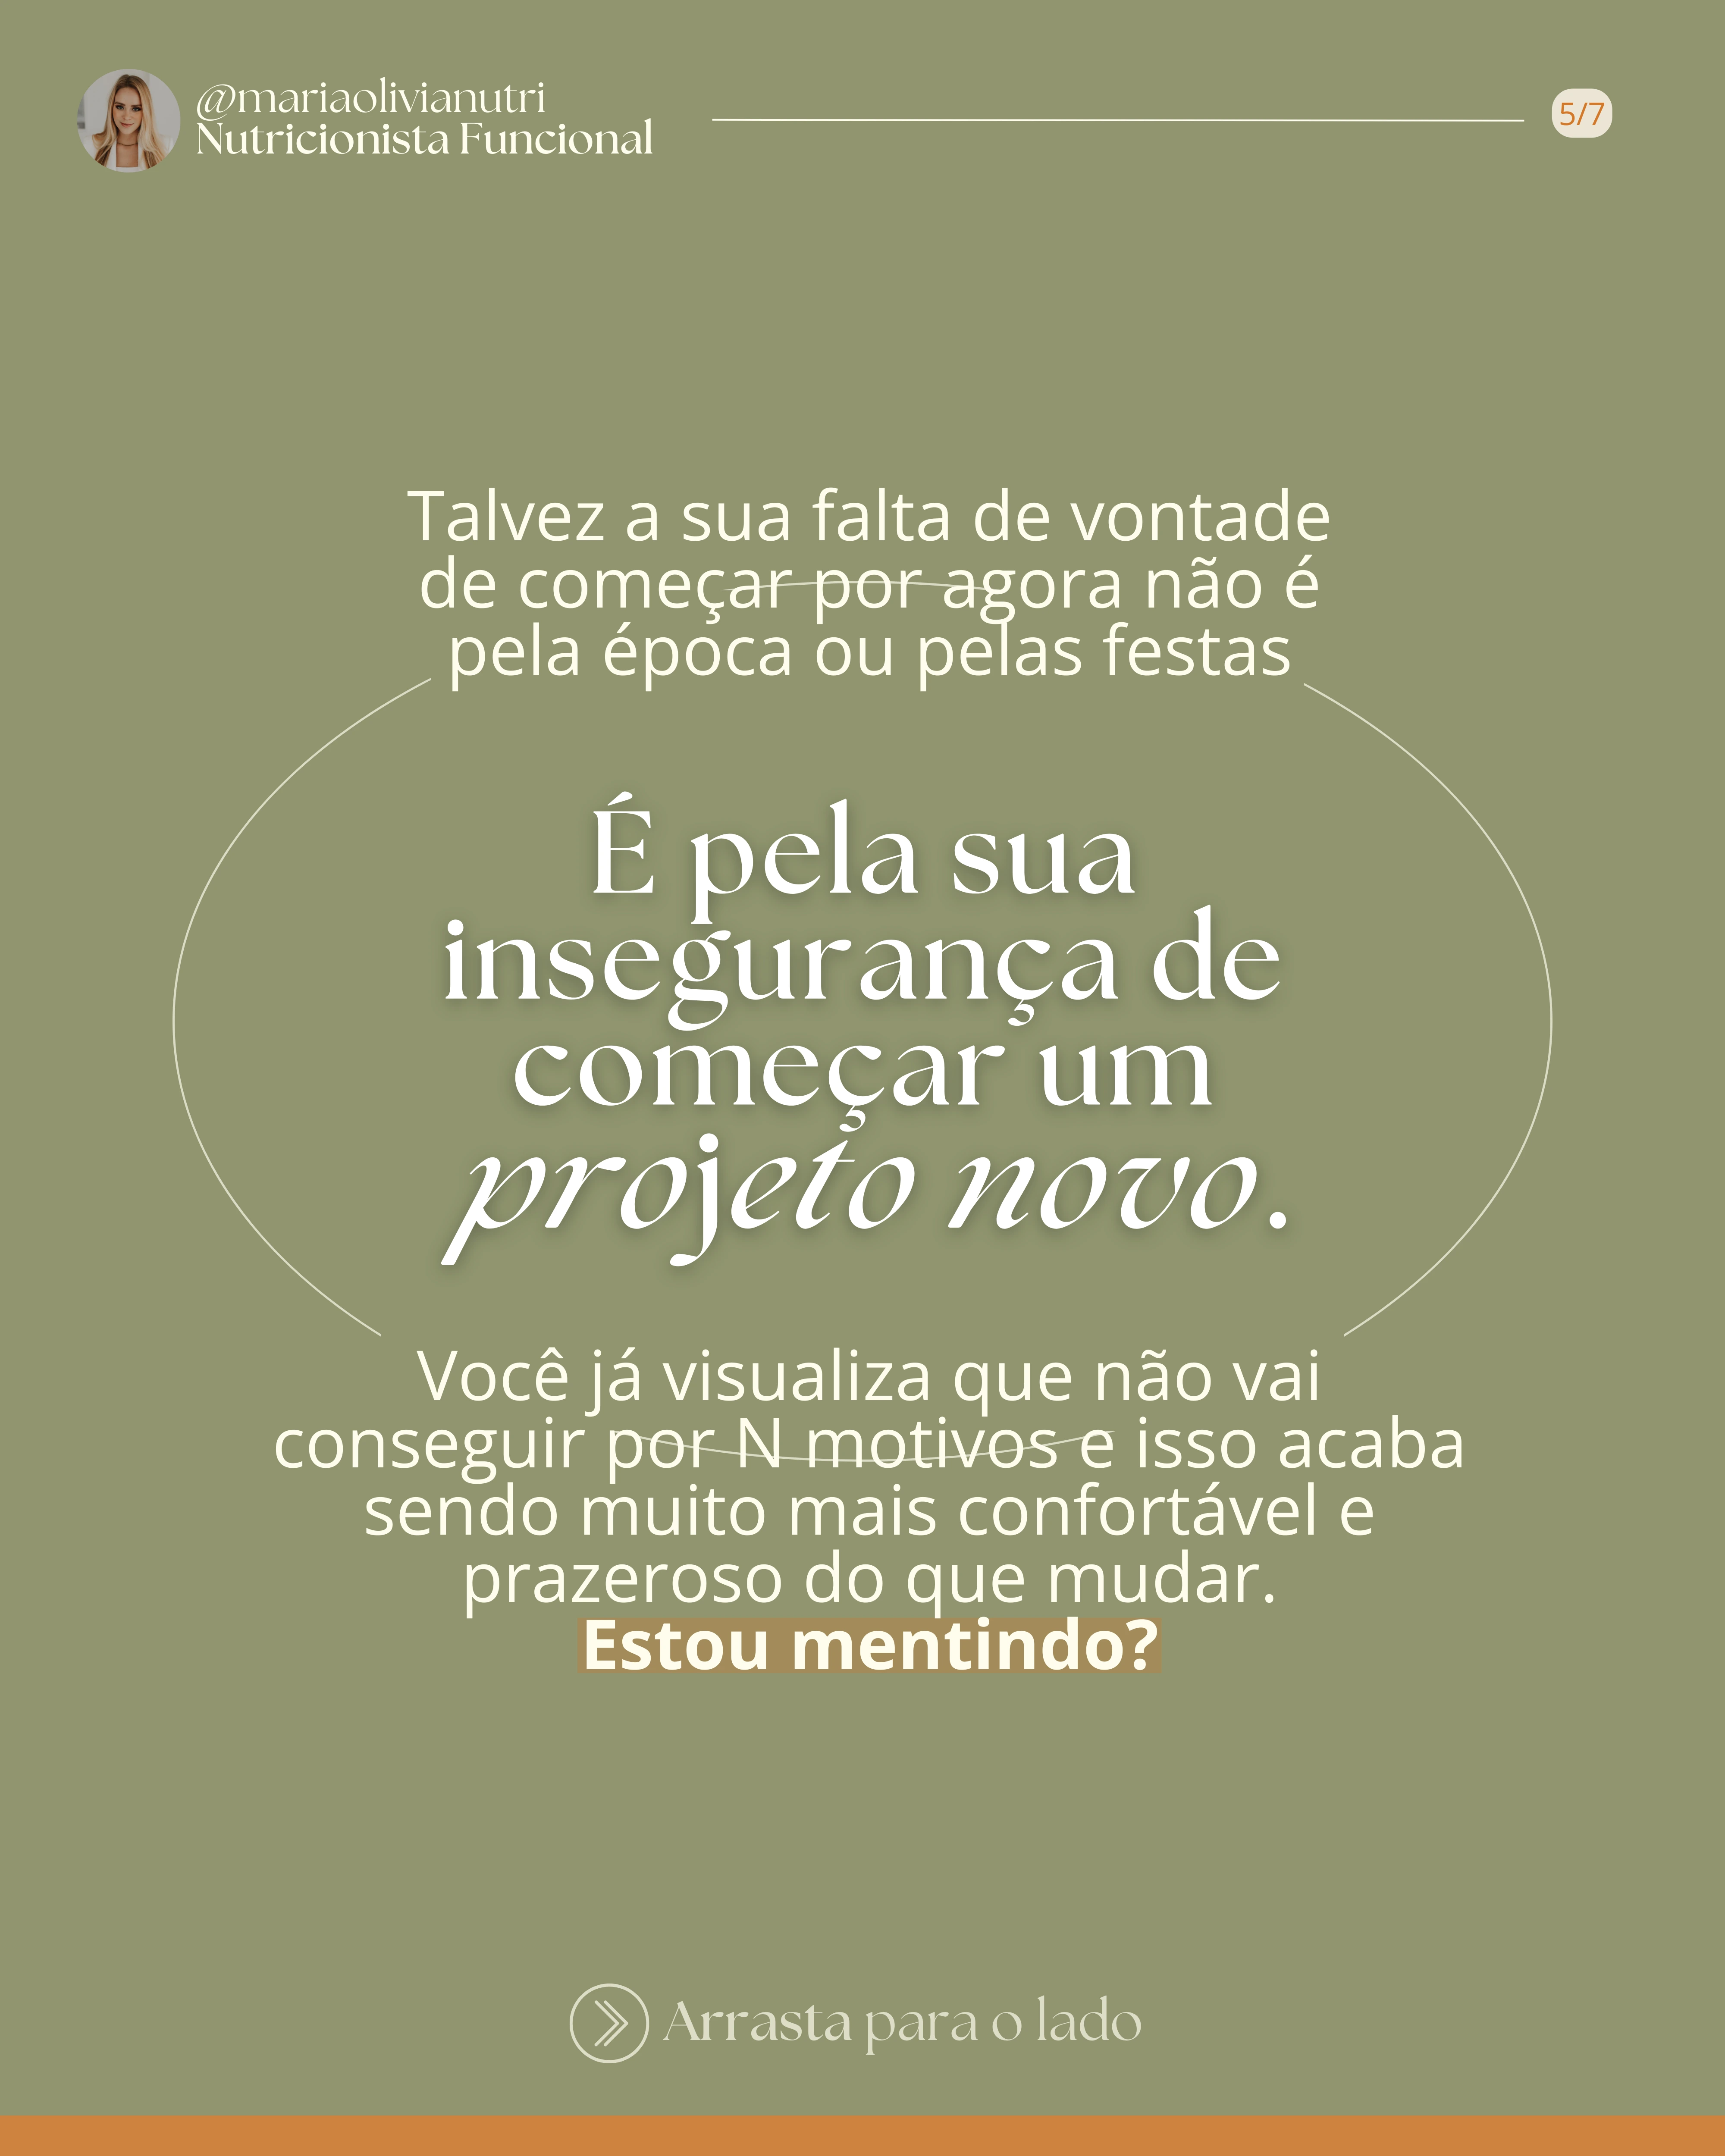 @mariaolivianutri
Nutricionista Funcional
5/7
Talvez a sua falta de vontade
de começar por agora não é
pela época ou pelas festas
É pela sua
insegurança de
começar um
projeto novo.
Você já visualiza que não vai
conseguir por N motivos e isso acaba
sendo muito mais confortável e
prazeroso do que mudar.
Estou mentindo?
Arrasta para o lado